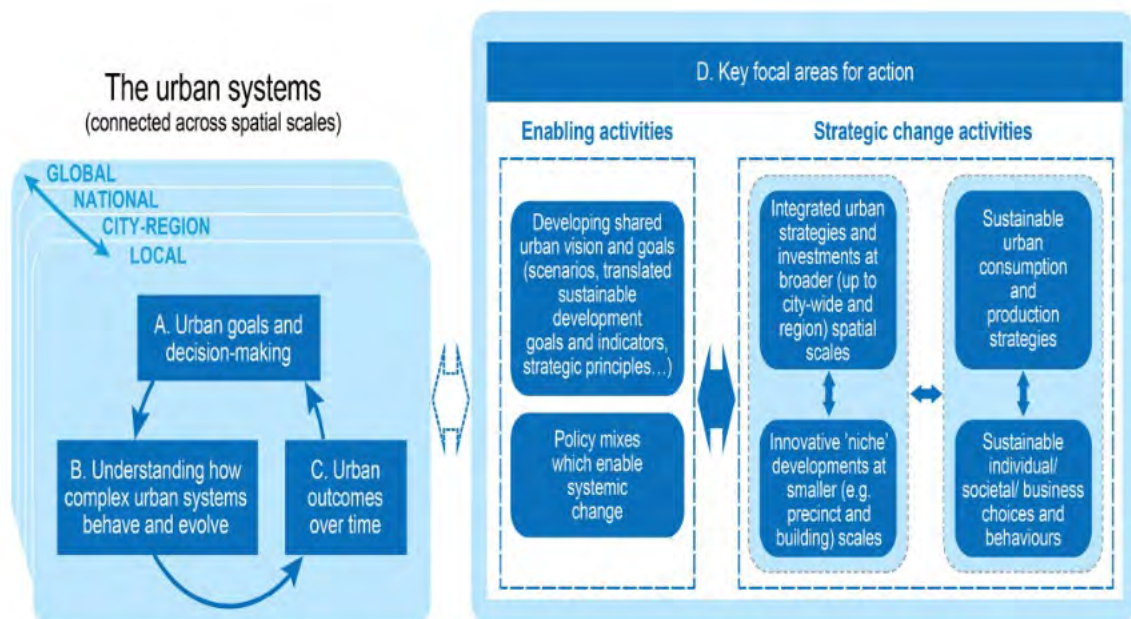 The urban systems
(connected across spatial scales)
GLOBAL
NATIONAL
CITY-REGION
LOCAL
A. Urban goals and
decision-making
B. Understanding how
complex urban systems
behave and evolve
C. Urban
outcomes
over time
D. Key focal areas for action
Enabling activities
Developing shared
urban vision and goals
(scenarios, translated
sustainable
development
goals and indicators,
strategic principles…)
Policy mixes
which enable
systemic
change
Strategic change activities
Integrated urban
strategies and
investments at
broader (up to
city-wide and
region) spatial
scales
Innovative ‘niche’
developments at
smaller (e.g.
precinct and
building) scales
Sustainable
urban
consumption
and
production
strategies
Sustainable
individual/
societal/ business
choices and
behaviours